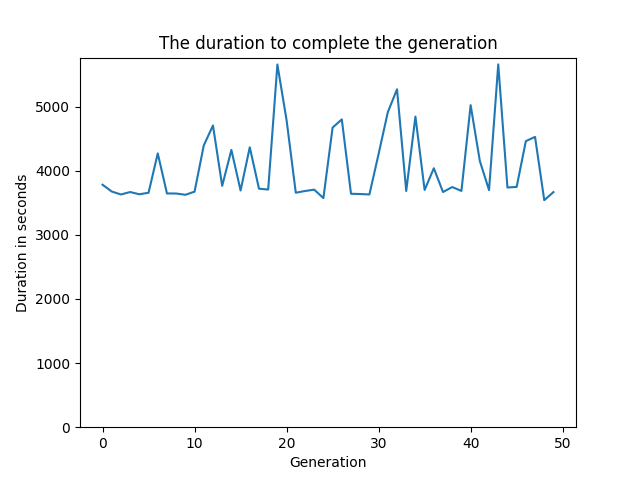 The duration to complete the generation
Duration in seconds
5000
4000
3000
2000
1000
0
0 10 20 30 40 50
Generation